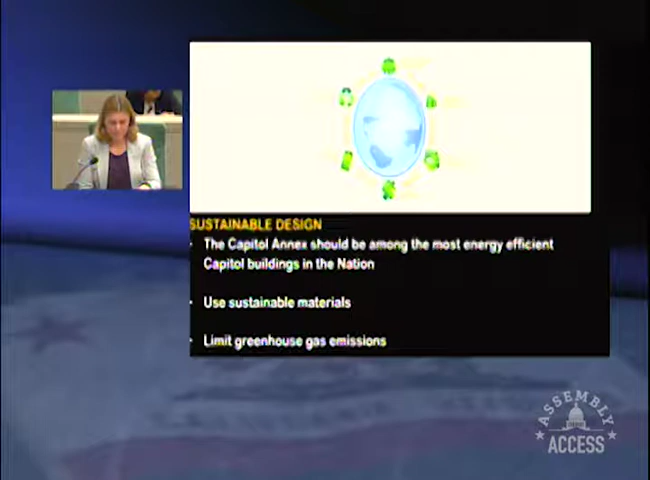 SUSTAINABLE DESIGN
· The Capitol Annex should be among the most energy efficient
Capitol buildings in the Nation
· Use sustainable materials
· Limit greenhouse gas emissions
ASSEMBLY
ACCESS